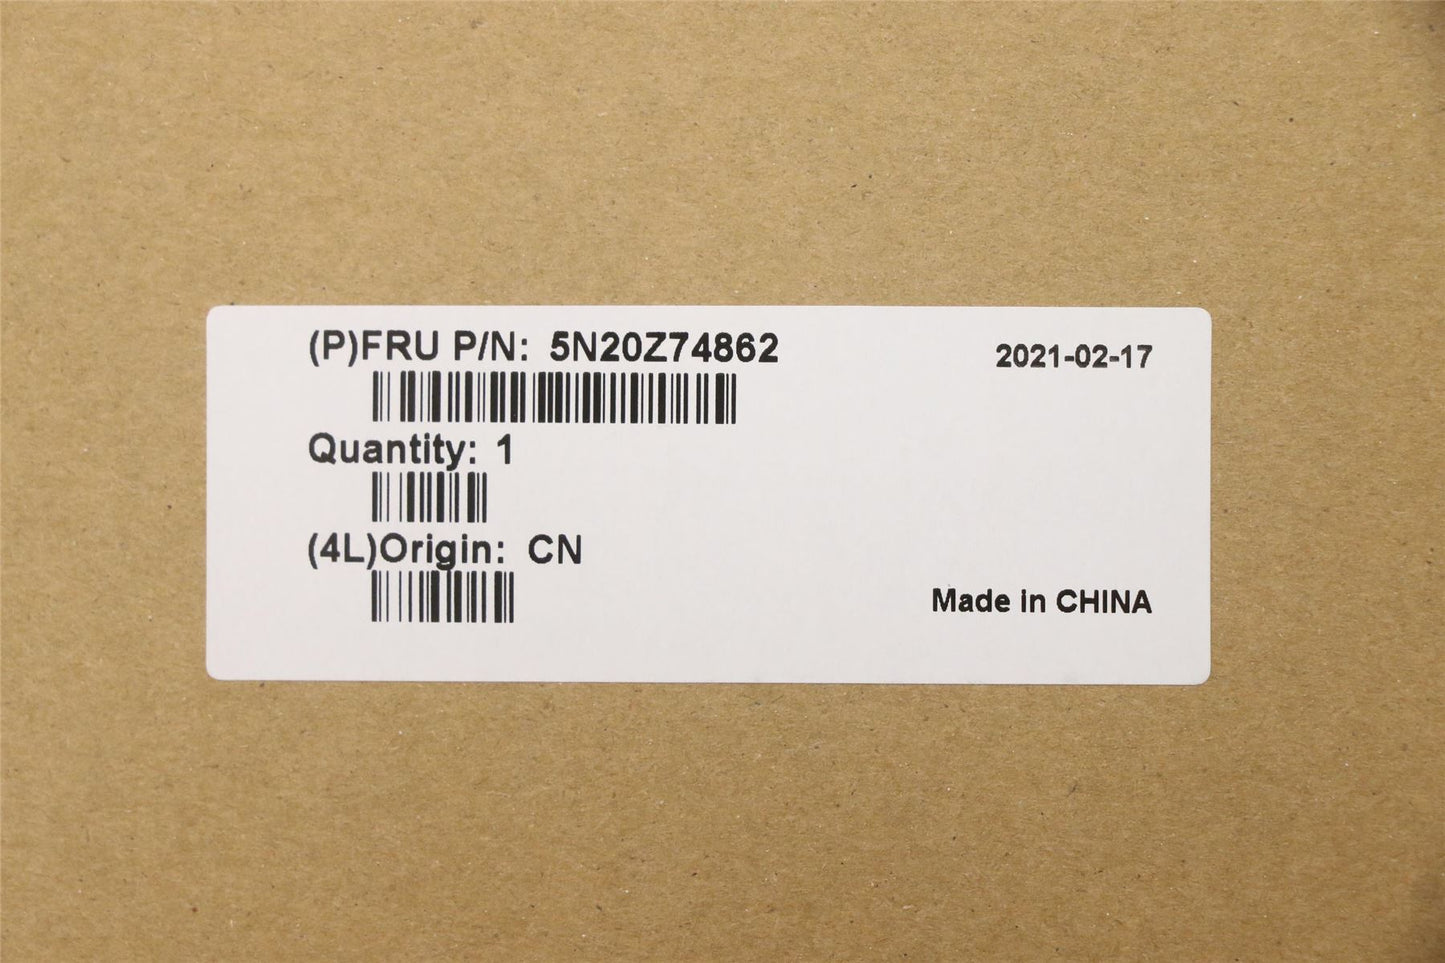 (P)FRU P/N: 5N20Z74862
2021-02-17
Quantity: 1
(4L)Origin: CN
Made in CHINA